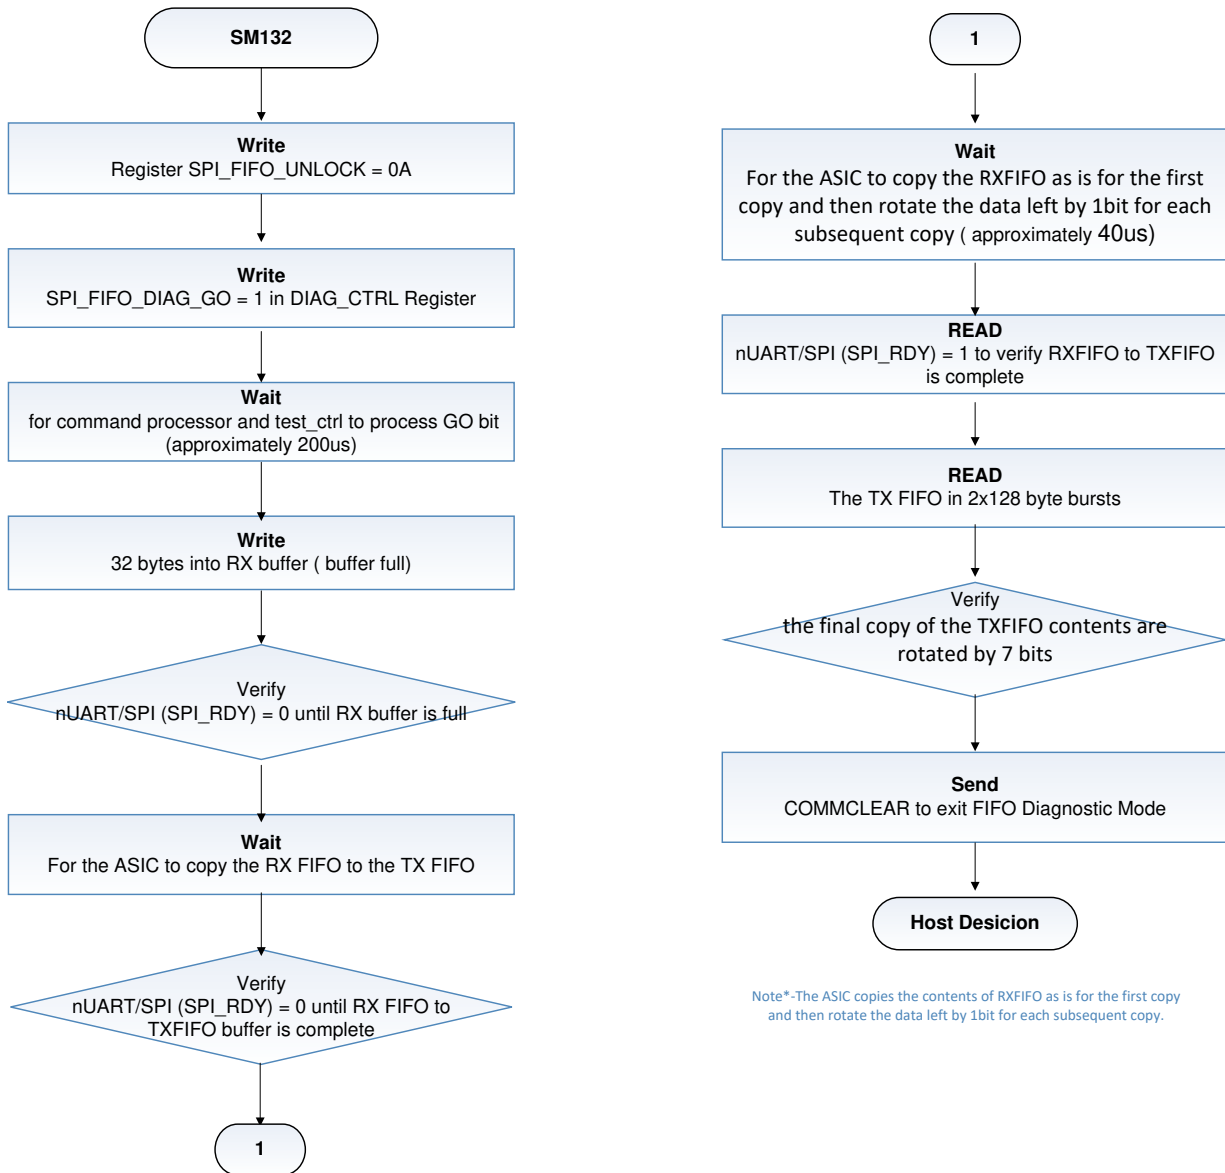 SM132
Write
Register SPI_FIFO_UNLOCK = 0A
Write
SPI_FIFO_DIAG_GO = 1 in DIAG_CTRL Register
Wait
for command processor and test_ctrl to process GO bit
(approximately 200us)
Write
32 bytes into RX buffer ( buffer full)
Verify
nUART/SPI (SPI_RDY) = 0 until RX buffer is full
Wait
For the ASIC to copy the RX FIFO to the TX FIFO
Verify
nUART/SPI (SPI_RDY) = 0 until RX FIFO to
TXFIFO buffer is complete
1
1
Wait
For the ASIC to copy the RXFIFO as is for the first
copy and then rotate the data left by 1bit for each
subsequent copy ( approximately 40us)
READ
nUART/SPI (SPI_RDY) = 1 to verify RXFIFO to TXFIFO
is complete
READ
The TX FIFO in 2x128 byte bursts
Verify
the final copy of the TXFIFO contents are
rotated by 7 bits
Send
COMMCLEAR to exit FIFO Diagnostic Mode
Host Desicion
Note*-The ASIC copies the contents of RXFIFO as is for the first copy
and then rotate the data left by 1bit for each subsequent copy.